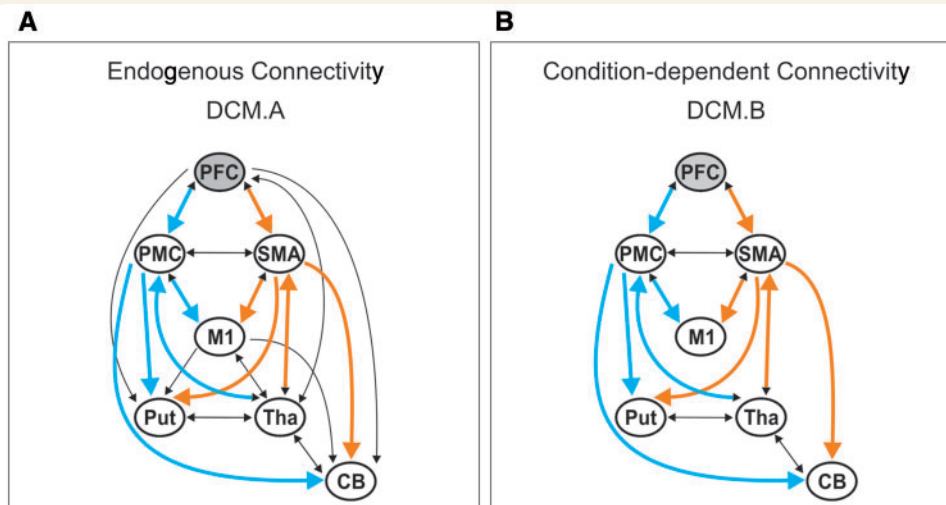 A
Endogenous Connectivity
DCM.A
PFC
PMC
SMA
M1
Put
Tha
CB
B
Condition-dependent Connectivity
DCM.B
PFC
PMC
SMA
M1
Put
Tha
CB